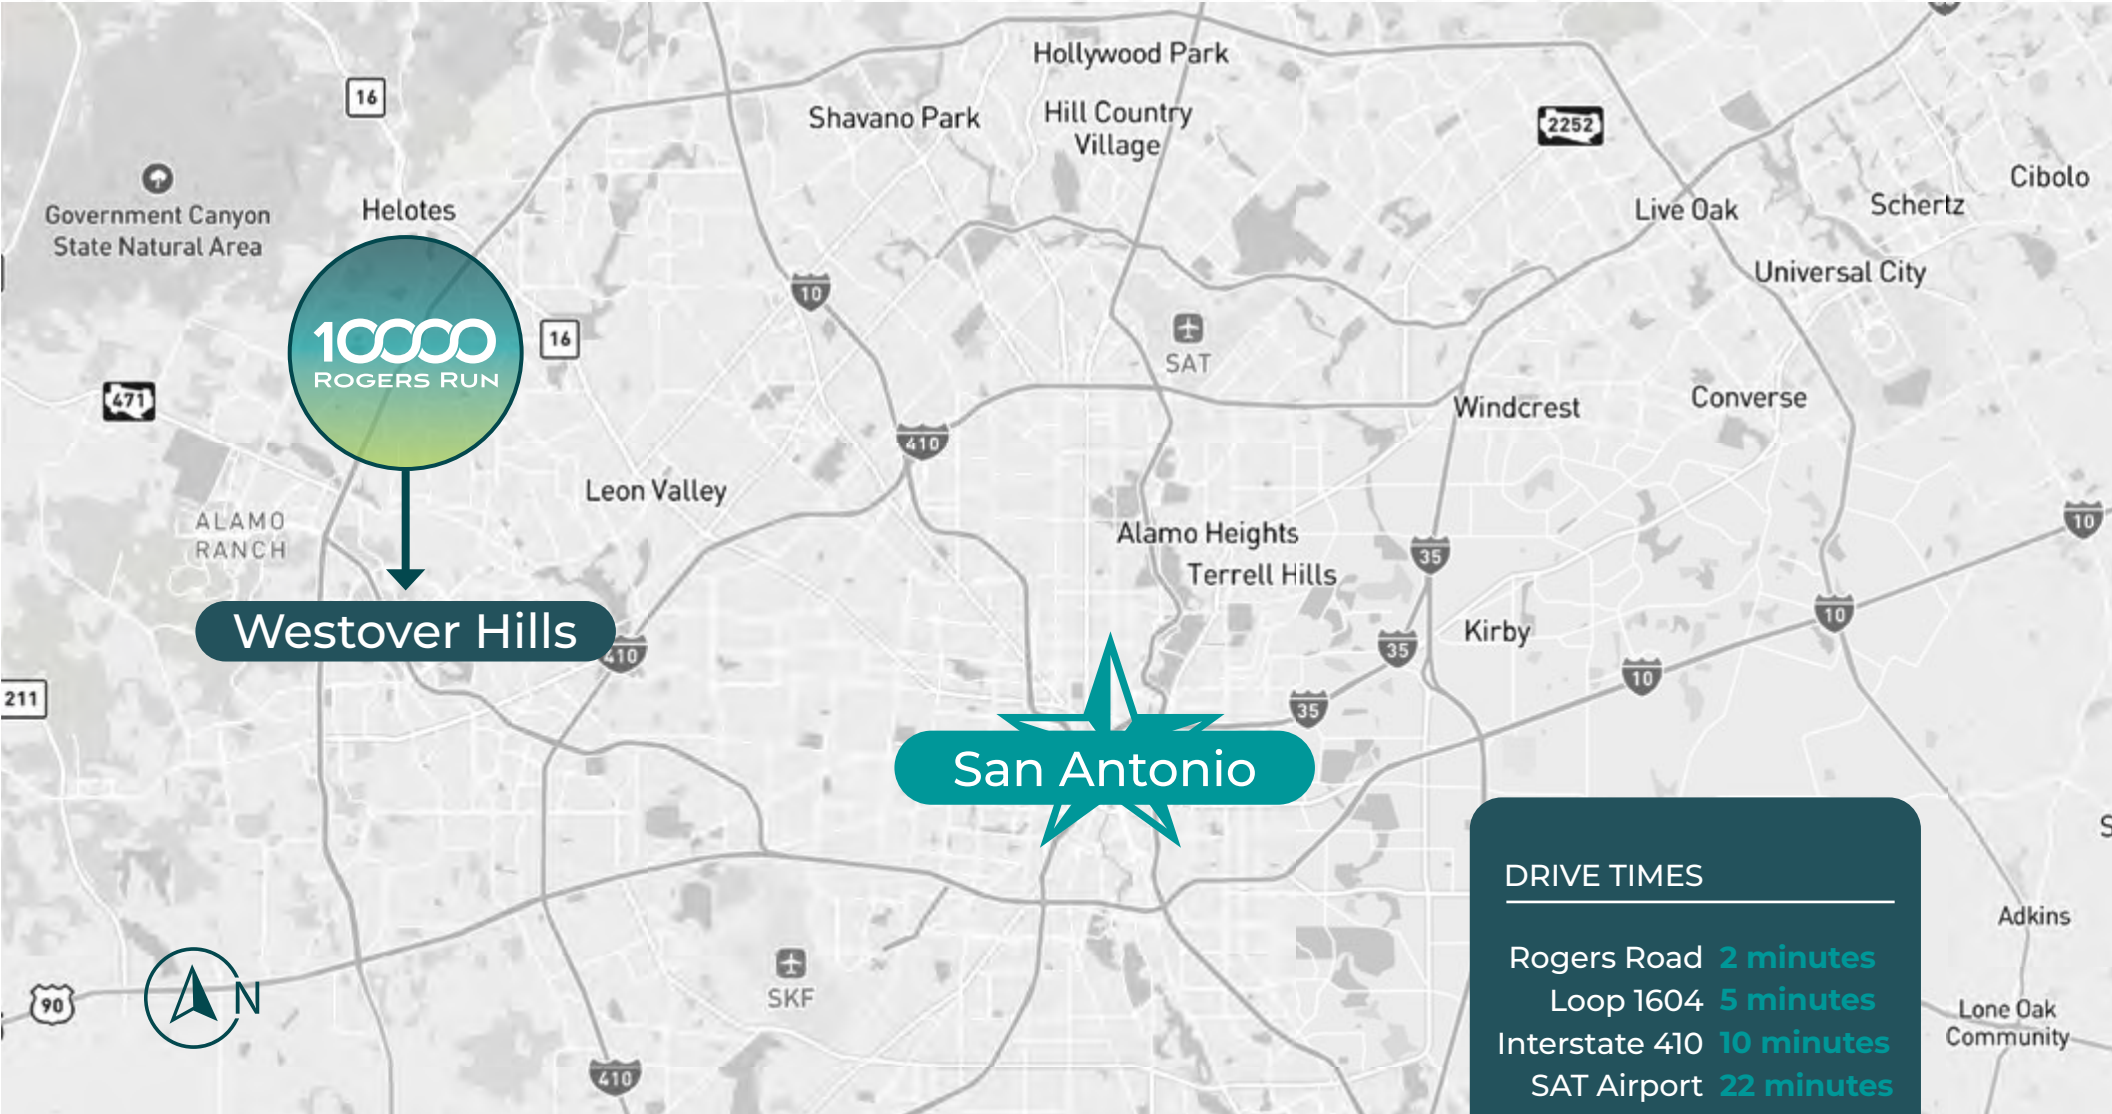 Hollywood Park
16
Shavano Park
Hill Country
Village
2252
Cibolo
Government Canyon
State Natural Area
Helotes
Live Oak
Schertz
Universal City
10
10000
ROGERS RUN
16
SAT
471
410
Windcrest
Converse
Leon Valley
ALAMO
RANCH
Alamo Heights
Terrell Hills
35
10
10
Westover Hills
410
Kirby
35
10
211
35
San Antonio
DRIVE TIMES
Rogers Road 2 minutes
Loop 1604 5 minutes
Interstate 410 10 minutes
SAT Airport 22 minutes
Adkins
Lone Oak
Community
90
N
SKF
410